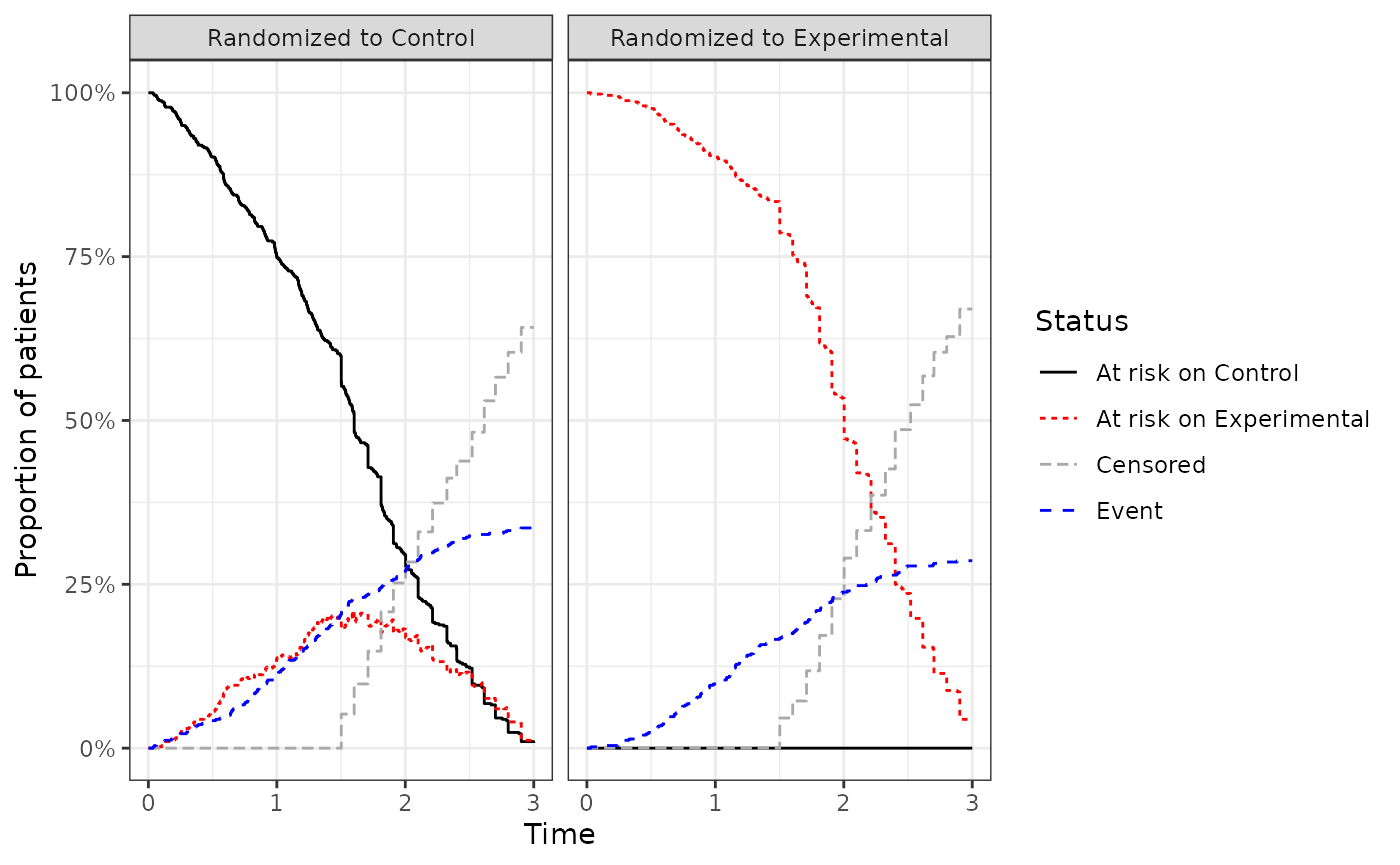 Randomized to Control
Randomized to Experimental
Proportion of patients
100%
75%
50%
25%
0%
0 1 2 3
0 1 2 3
Time
Status
At risk on Control
At risk on Experimental
Censored
Event